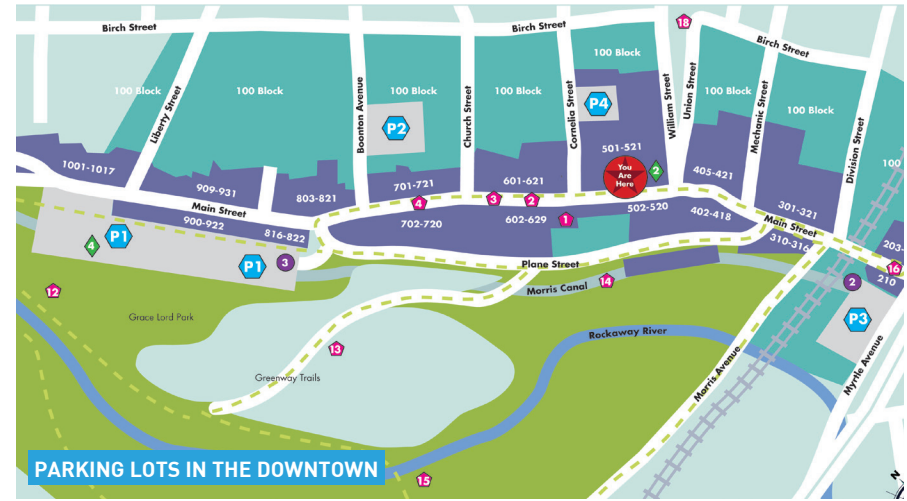 Birch Street
Birch Street
18
Birch Street
100 Block
100 Block
100 Block
100 Block
100 Block
100 Block
100 Block
100
Liberty Street
Boonton Avenue
Church Street
Cornelia Street
William Street
Union Street
Mechanic Street
Division Street
P2
P4
501-521
You
Are
Here
2
405-421
1001-1017
909-931
803-821
701-721
601-621
301-321
4
3
2
1
Main Street
900-922
816-822
702-720
602-629
502-520
402-418
Main Street
310-316
203-
P1
4
P1
3
Plane Street
Morris Canal
14
16
2
210
12
P3
Grace Lord Park
13
Rockaway River
Greenway Trails
Morris Avenue
Myrtle Avenue
PARKING LOTS IN THE DOWNTOWN
15
N